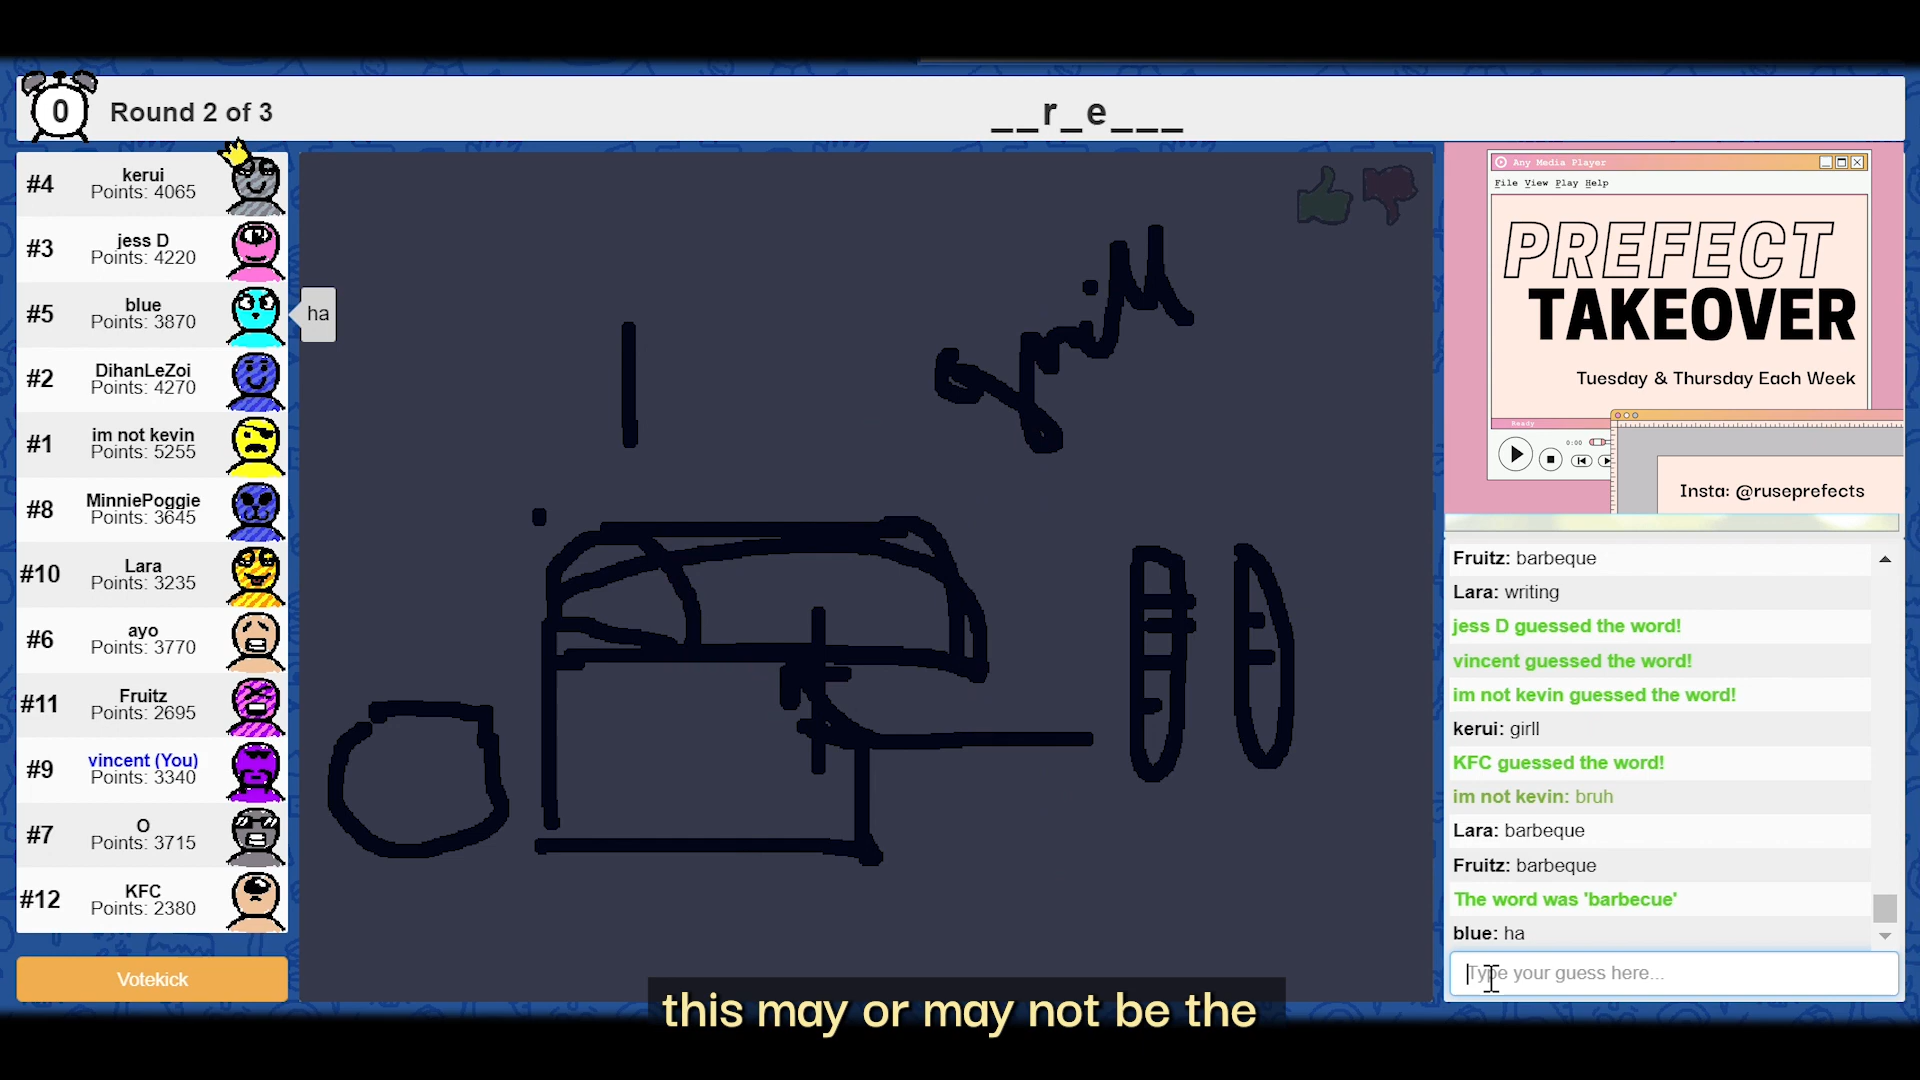 0
Round 2 of 3
__r_e___
#4
kerui
Points: 4065
#3
jess D
Points: 4220
#5
blue
Points: 3870
ha
#2
DihanLeZoi
Points: 4270
#1
im not kevin
Points: 5255
#8
MinniePoggie
Points: 3645
#10
Lara
Points: 3235
#6
ayo
Points: 3770
#11
Fruitz
Points: 2695
#9
vincent (You)
Points: 3340
#7
O
Points: 3715
#12
KFC
Points: 2380
Votekick
grill
Any Media Player
File View Play Help
PREFECT
TAKEOVER
Tuesday & Thursday Each Week
Ready
0:00
Insta: @ruseprefects
Fruitz: barbeque
Lara: writing
jess D guessed the word!
vincent guessed the word!
im not kevin guessed the word!
kerui: girll
KFC guessed the word!
im not kevin: bruh
Lara: barbeque
Fruitz: barbeque
The word was 'barbecue'
blue: ha
Type your guess here...
this may or may not be the